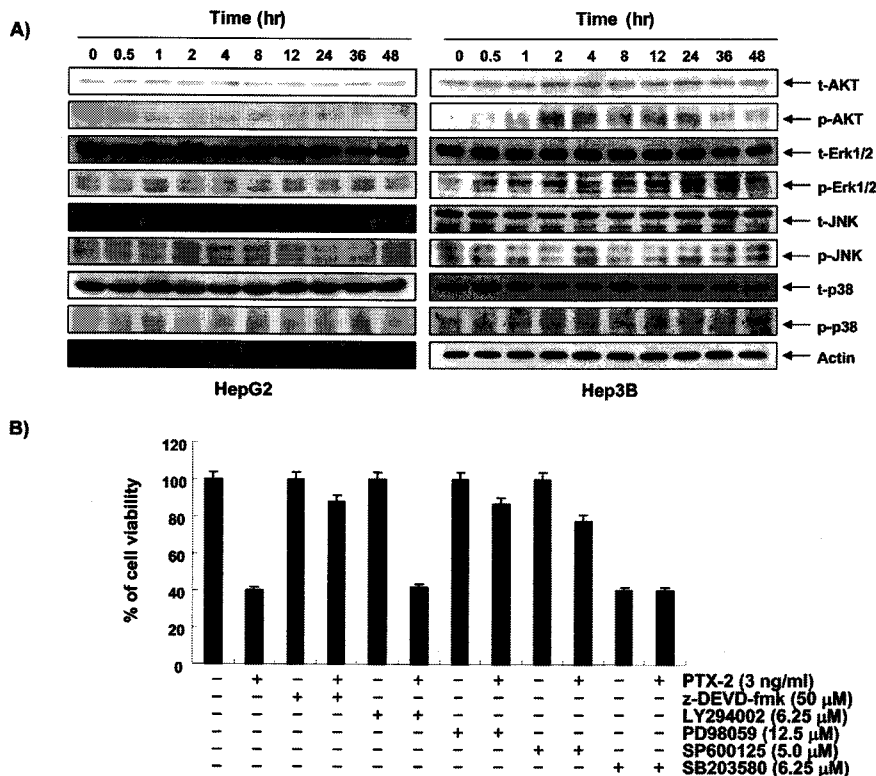 A)
Time (hr)
0 0.5 1 2 4 8 12 24 36 48
Time (hr)
0 0.5 1 2 4 8 12 24 36 48
t-AKT
p-AKT
t-Erk1/2
p-Erk1/2
t-JNK
p-JNK
t-p38
p-p38
Actin
HepG2
Hep3B
B)
% of cell viability
120
100
80
60
40
20
0
− + − + − + − + − + − + PTX-2 (3 ng/ml)
− − + + − − − − − − − − z-DEVD-fmk (50 μM)
− − − − + + − − − − − − LY294002 (6.25 μM)
− − − − − − + + − − − − PD98059 (12.5 μM)
− − − − − − − − + + − − SP600125 (5.0 μM)
− − − − − − − − − − + + SB203580 (6.25 μM)